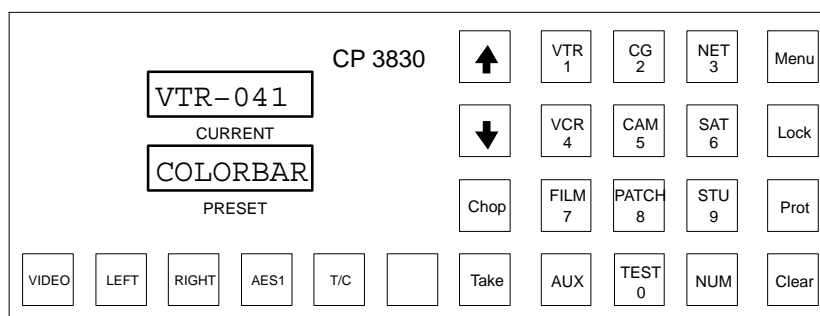 CP 3830
VTR-041
CURRENT
COLORBAR
PRESET
VTR
1
CG
2
NET
3
Menu
VCR
4
CAM
5
SAT
6
Lock
Chop
FILM
7
PATCH
8
STU
9
Prot
VIDEO
LEFT
RIGHT
AES1
T/C
Take
AUX
TEST
0
NUM
Clear